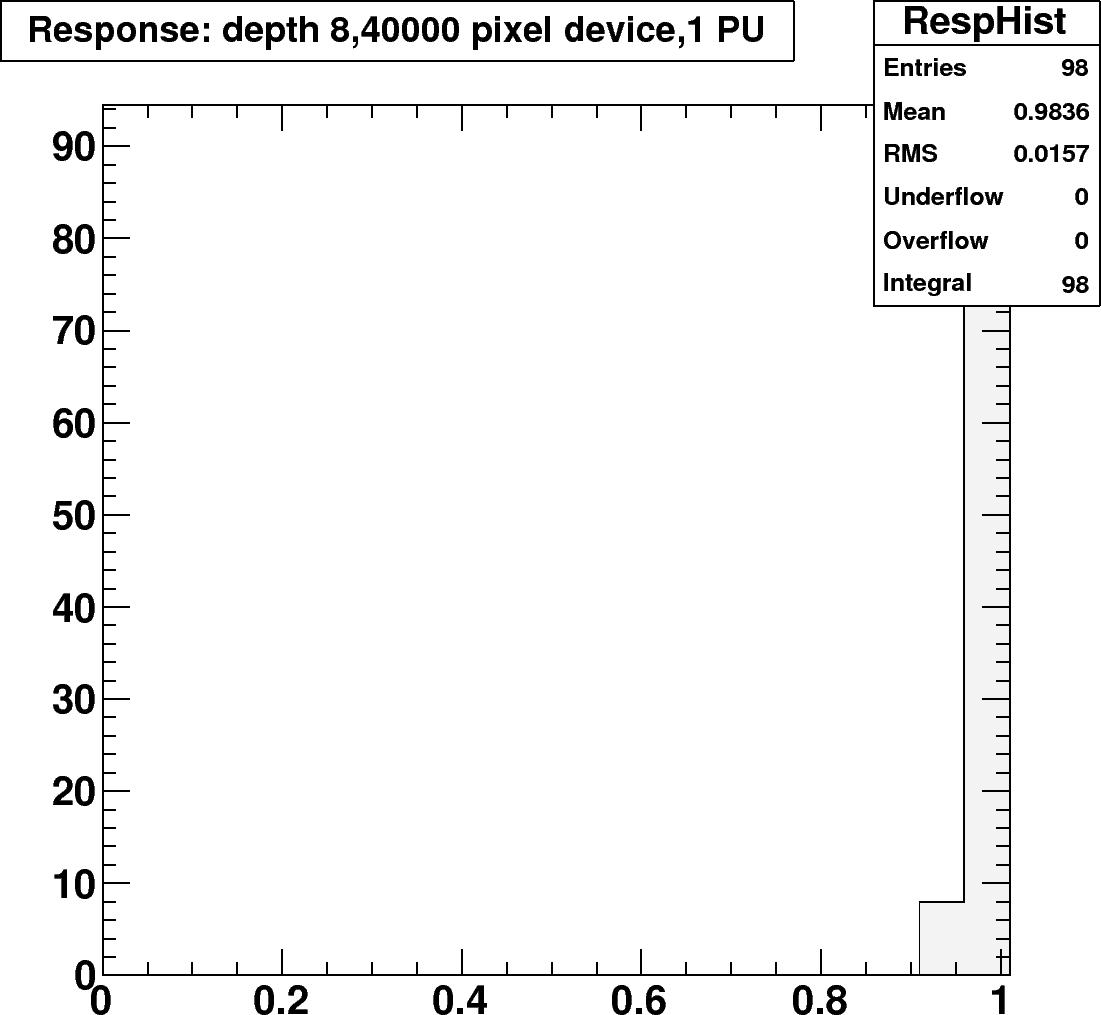 Response: depth 8,40000 pixel device,1 PU
RespHist
Entries 98
Mean 0.9836
RMS 0.0157
Underflow 0
Overflow 0
Integral 98
90
80
70
60
50
40
30
20
10
0
0 0.2 0.4 0.6 0.8 1